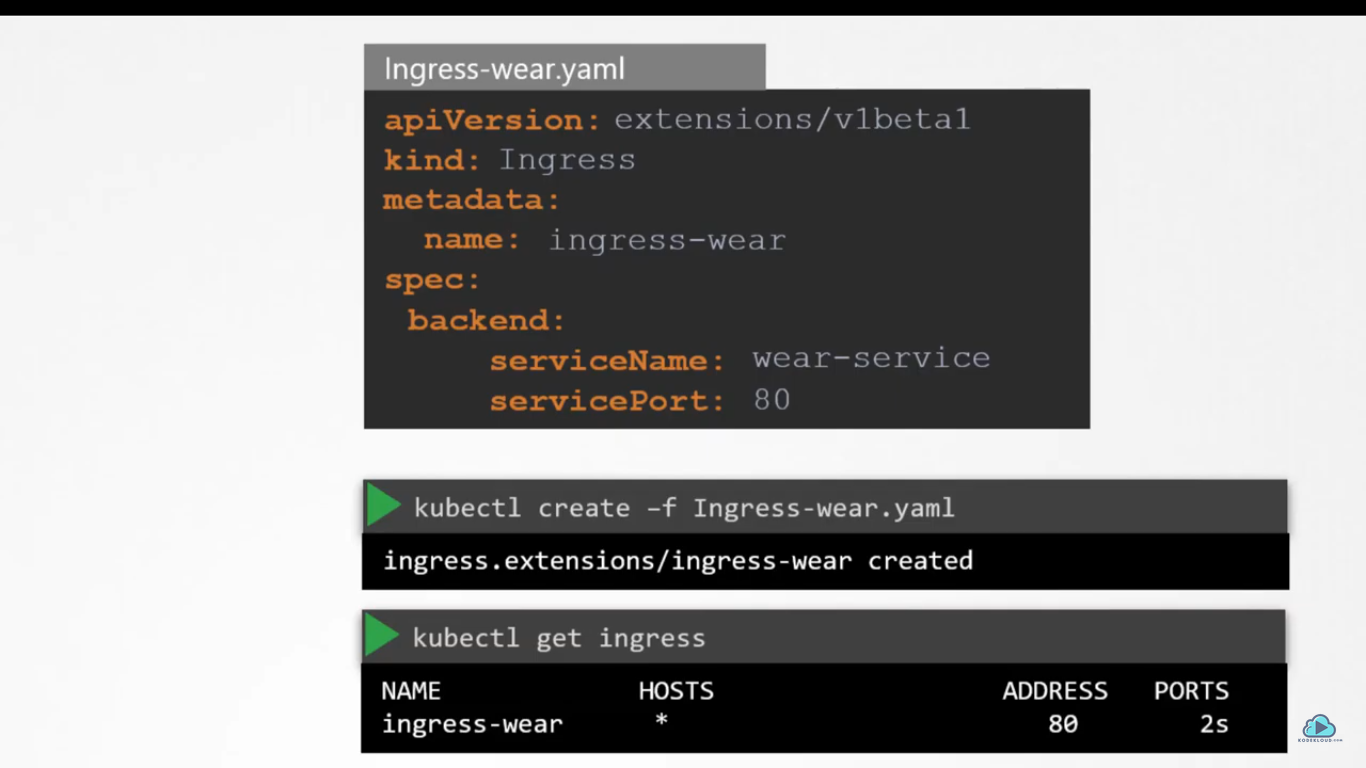 Ingress-wear.yaml
apiVersion: extensions/v1beta1
kind: Ingress
metadata:
name: ingress-wear
spec:
backend:
serviceName: wear-service
servicePort: 80
kubectl create –f Ingress-wear.yaml
ingress.extensions/ingress-wear created
kubectl get ingress
NAME HOSTS ADDRESS PORTS
ingress-wear * 80 2s
KODEKLOUD.COM